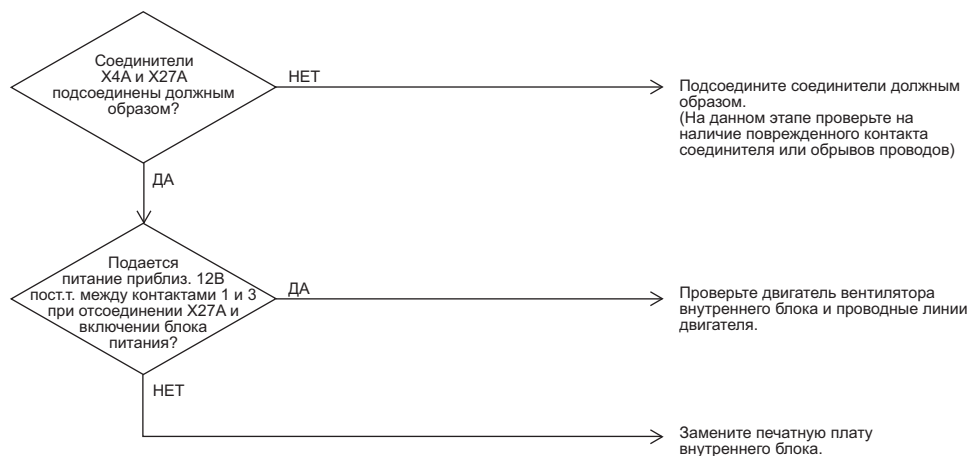 Соединители
X4A и X27A
подсоединены должным
образом?
НЕТ
Подсоедините соединители должным
образом.
(На данном этапе проверьте на
наличие поврежденного контакта
соединителя или обрывов проводов)
ДА
Подается
питание приблиз. 12В
пост.т. между контактами 1 и 3
при отсоединении X27A и
включении блока
питания?
ДА
Проверьте двигатель вентилятора
внутреннего блока и проводные линии
двигателя.
НЕТ
Замените печатную плату
внутреннего блока.